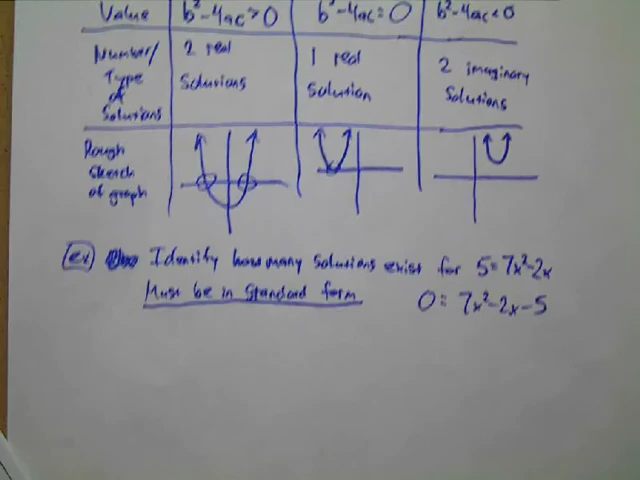 Value b²-4ac>0 b²-4ac=0 b²-4ac<0
Number/ 2 real 1 real 2 imaginary
Type Solutions Solution Solutions
of
Solutions
Rough
Sketch
of graph
ex Identify how many solutions exist for 5=7x²-2x
Must be in Standard form 0=7x²-2x-5